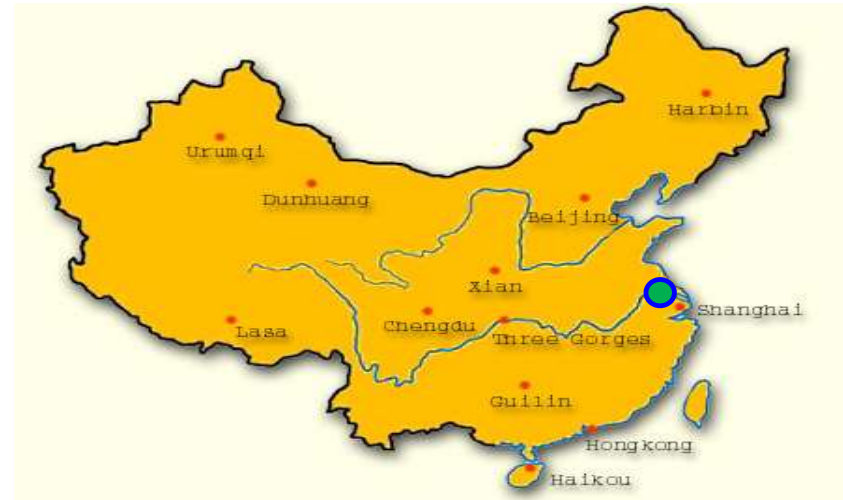 Harbin
Urumqi
Dunhuang
Beijing
Xian
Shanghai
Lasa
Chengdu
Three Gorges
Guilin
Hongkong
Haikou